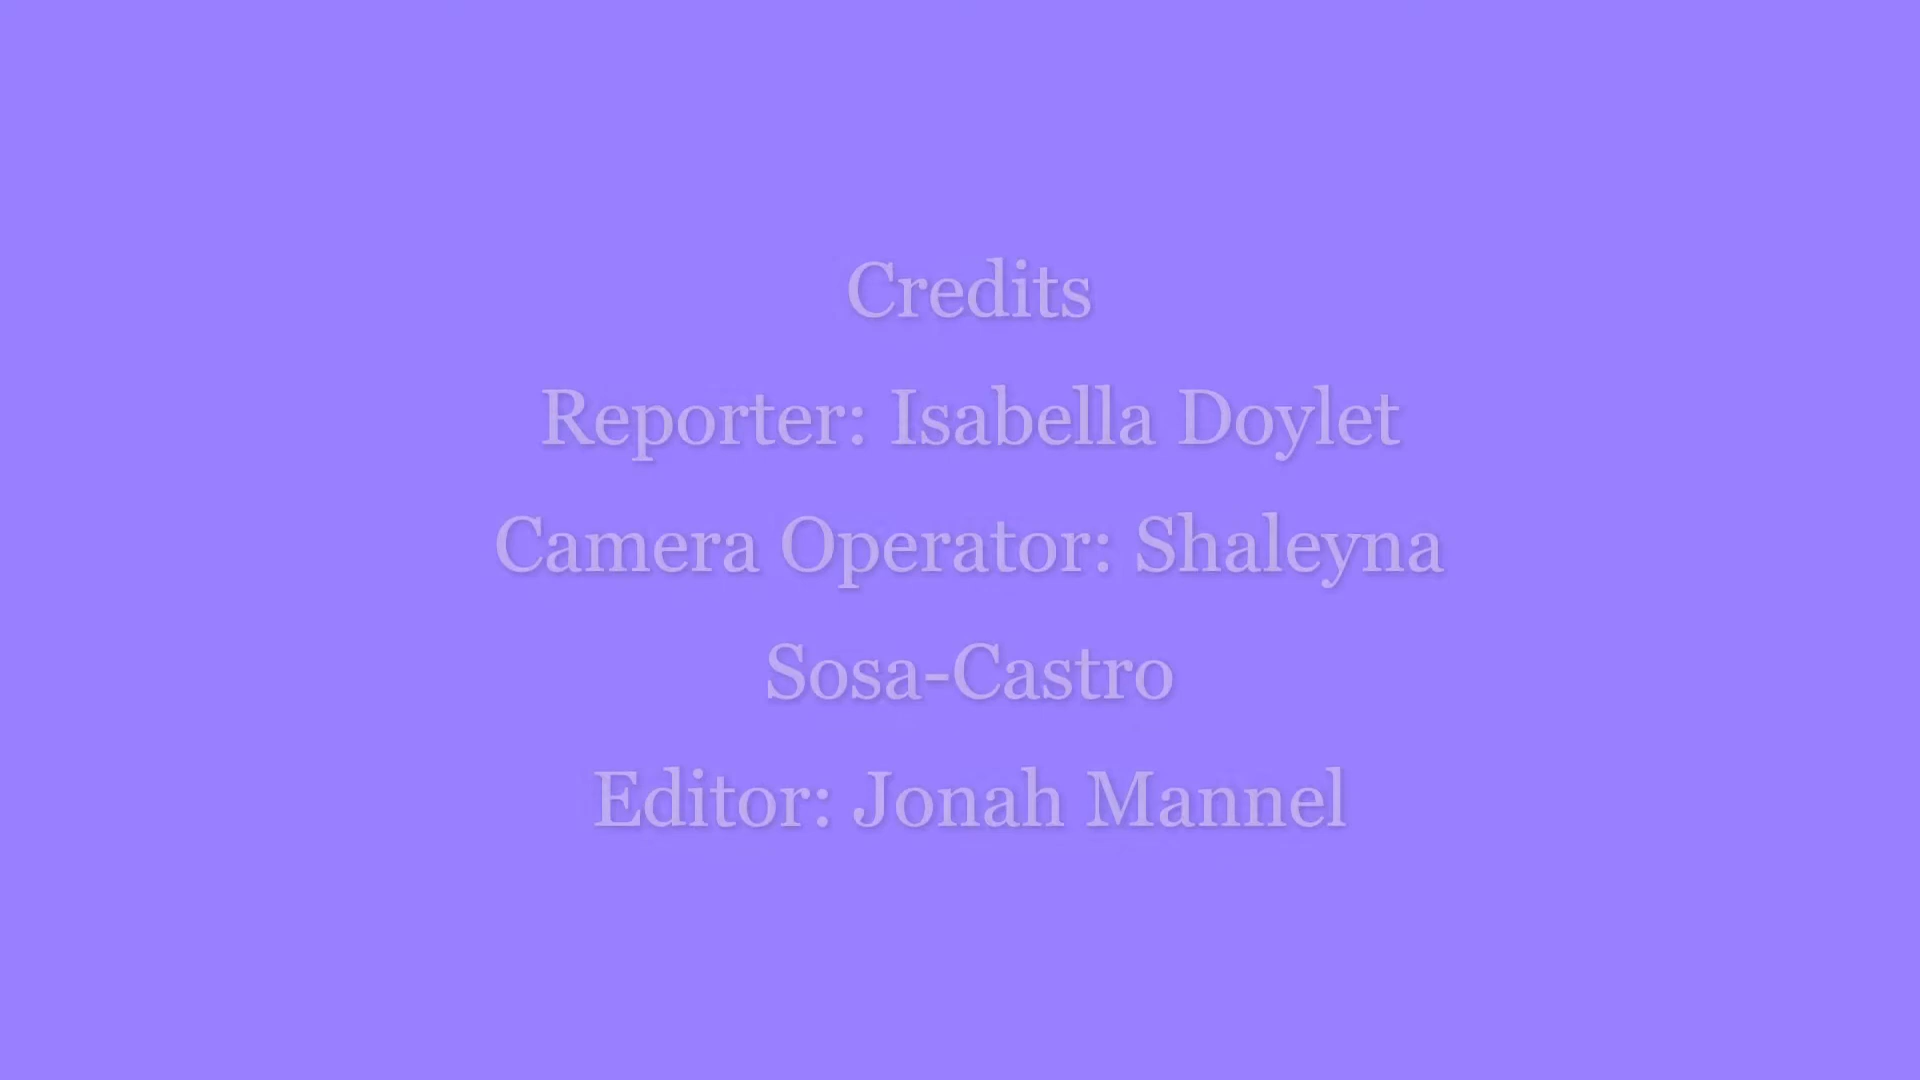 Credits
Reporter: Isabella Doylet
Camera Operator: Shaleyna
Sosa-Castro
Editor: Jonah Mannel